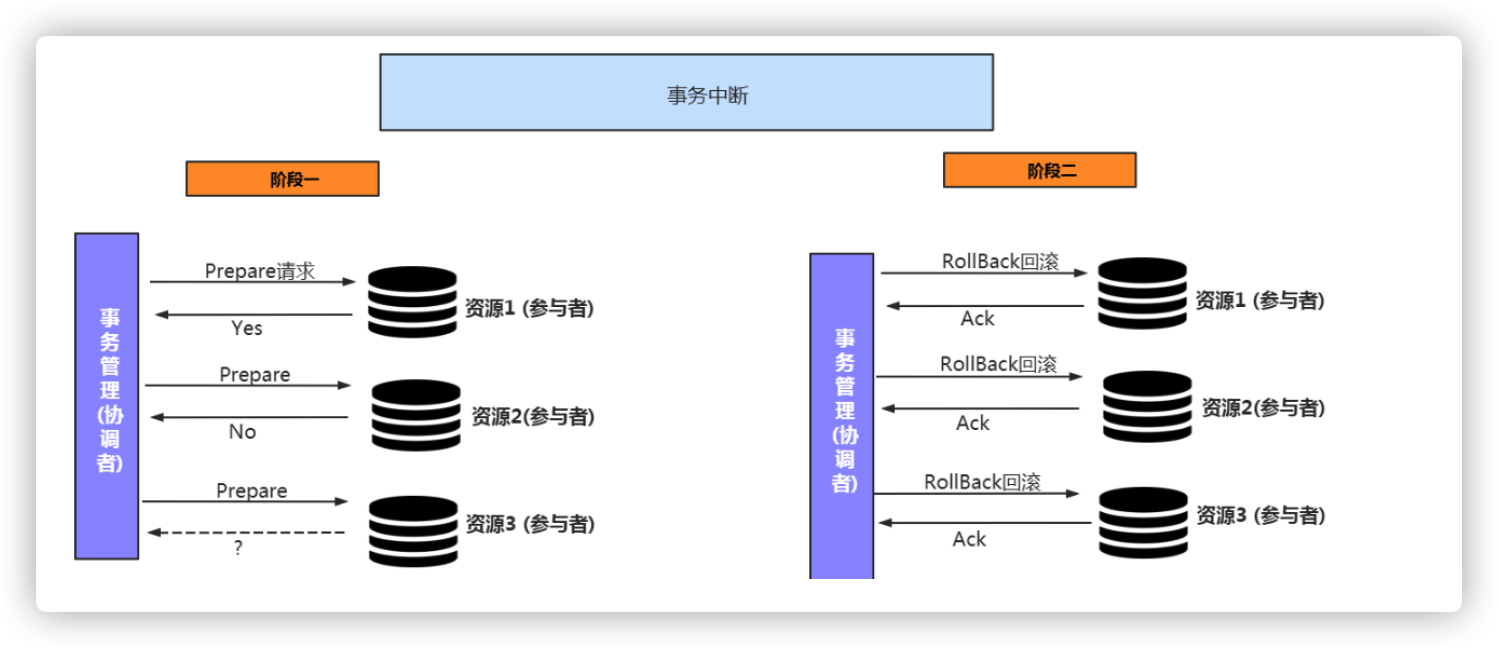 事务中断
阶段一
阶段二
事务管理(协调者)
Prepare请求
Yes
资源1 (参与者)
Prepare
No
资源2(参与者)
Prepare
?
资源3 (参与者)
事务管理(协调者)
RollBack回滚
Ack
资源1 (参与者)
RollBack回滚
Ack
资源2(参与者)
RollBack回滚
Ack
资源3 (参与者)